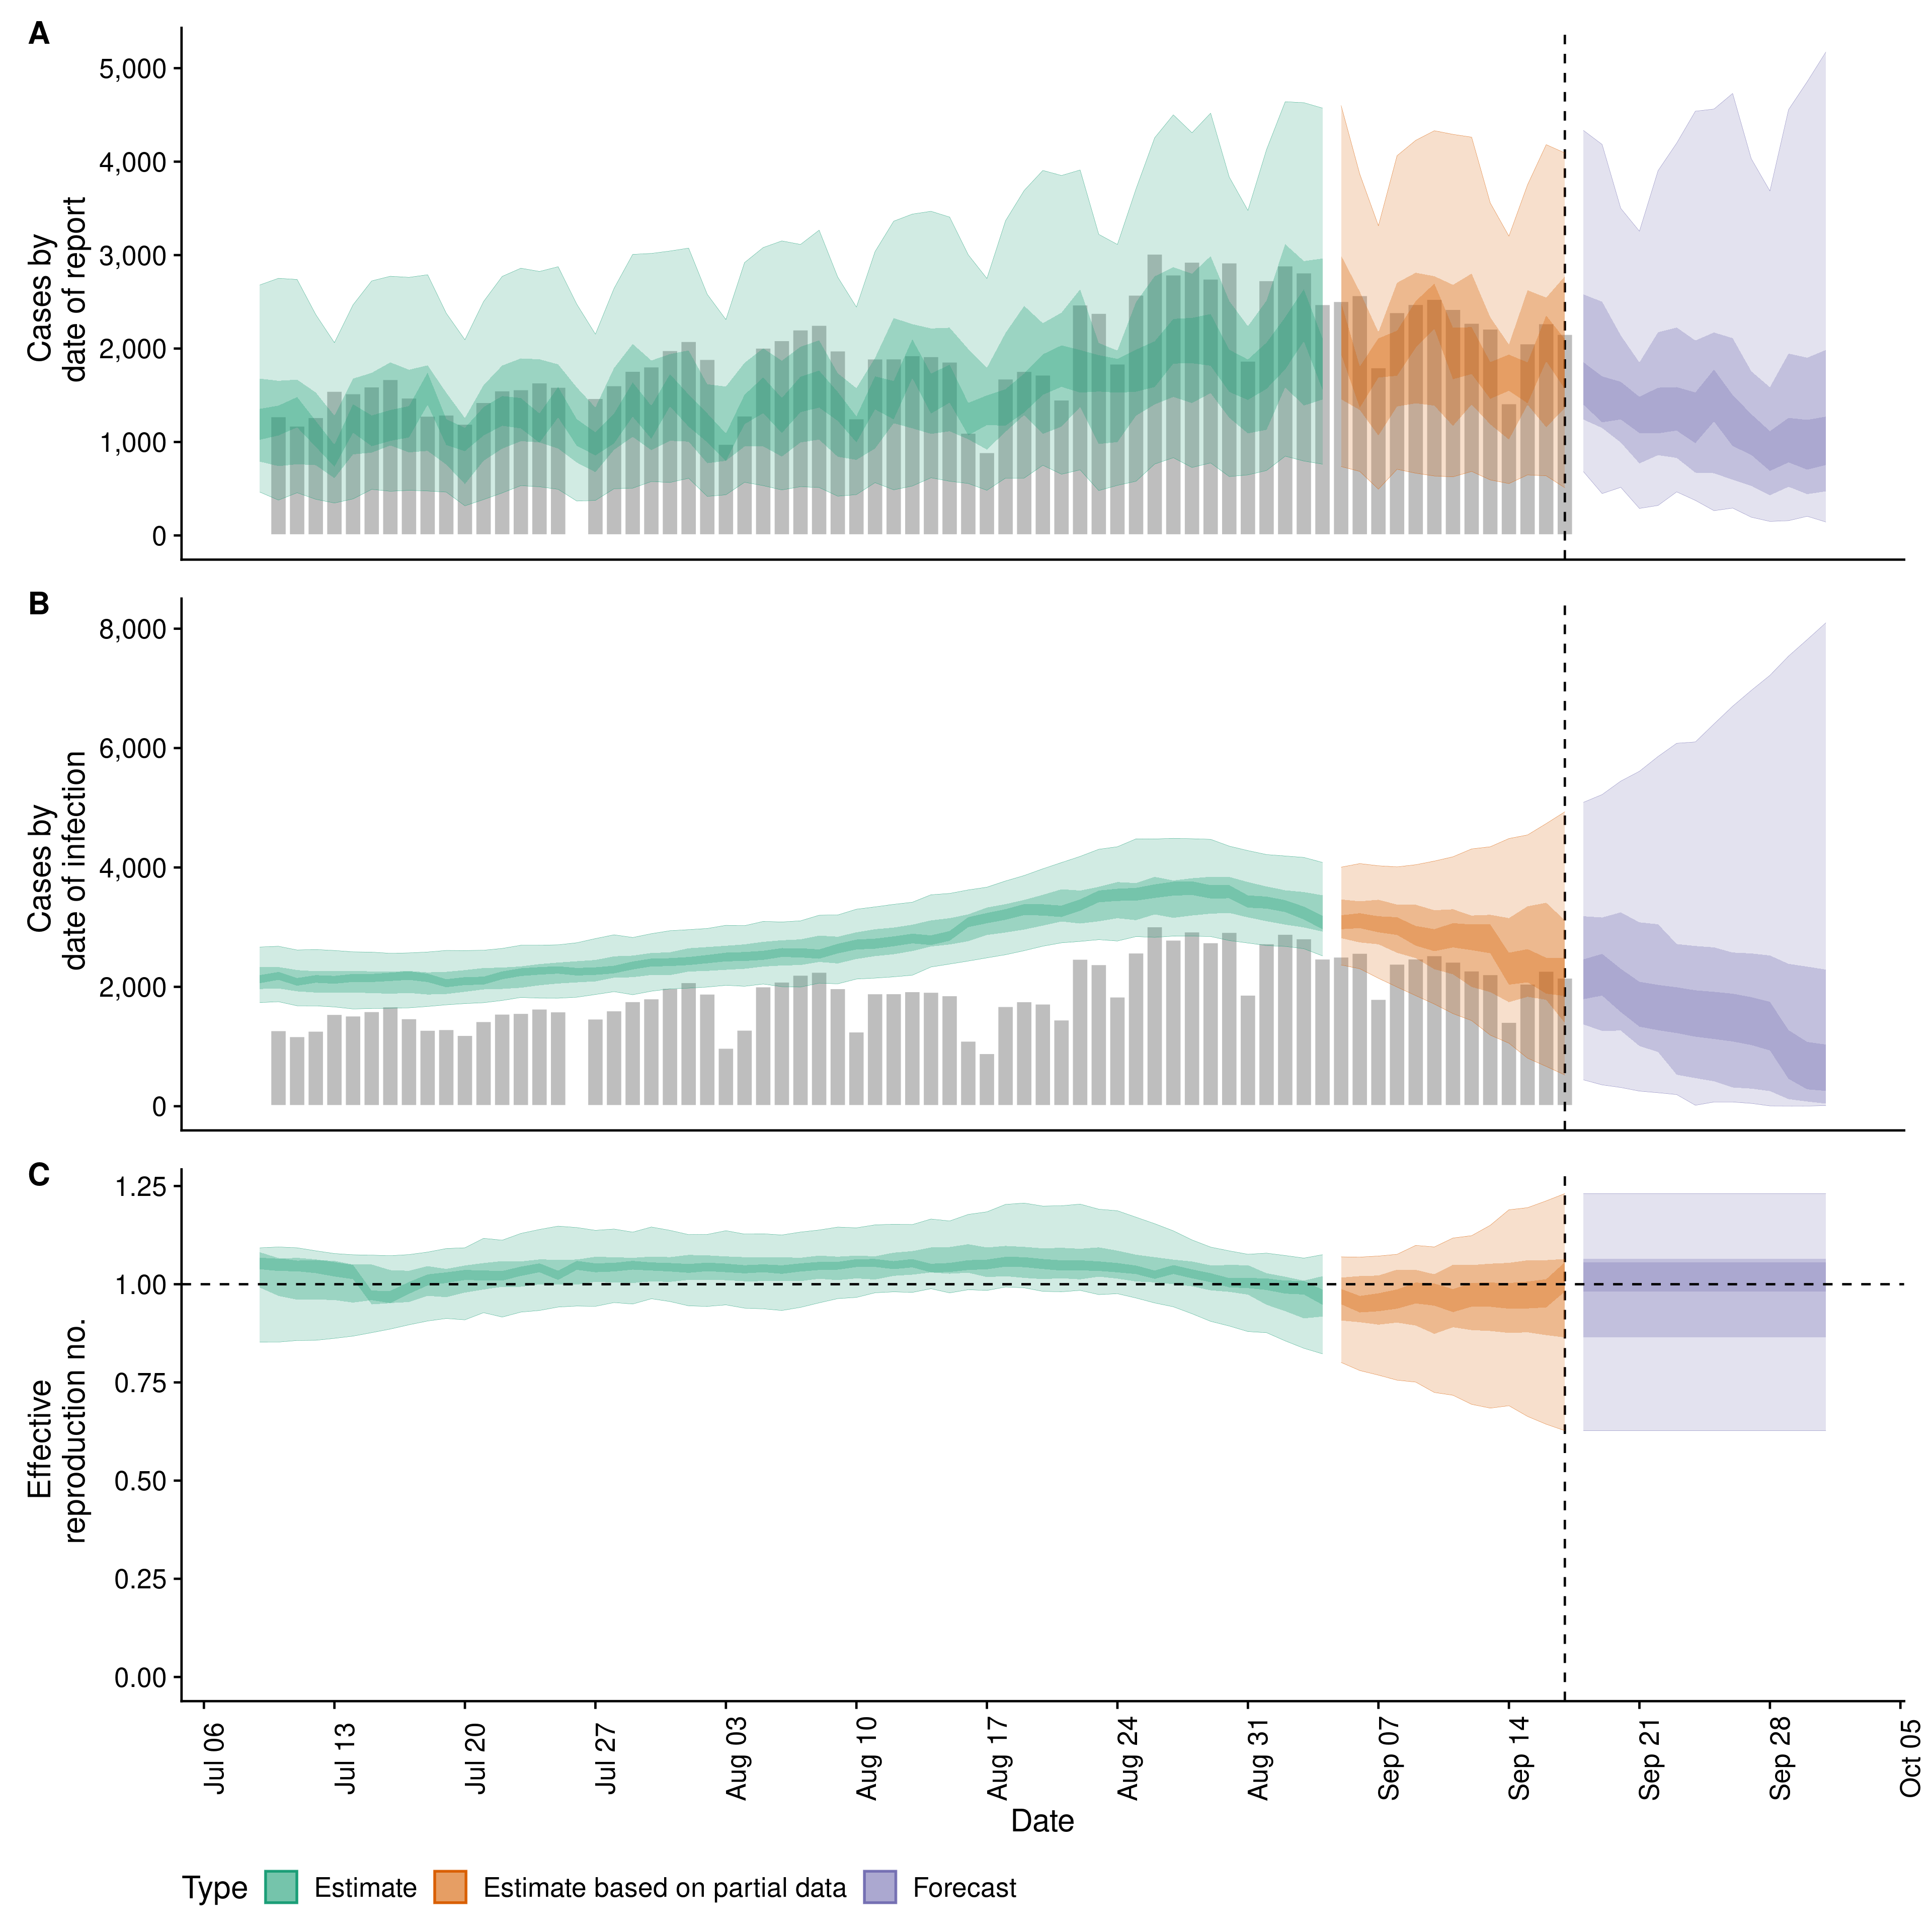 A
5,000
4,000
3,000
2,000
1,000
0
Cases by
date of report
B
8,000
6,000
4,000
2,000
0
Cases by
date of infection
C
1.25
1.00
0.75
0.50
0.25
0.00
Effective
reproduction no.
Jul 06
Jul 13
Jul 20
Jul 27
Aug 03
Aug 10
Aug 17
Aug 24
Aug 31
Sep 07
Sep 14
Sep 21
Sep 28
Oct 05
Date
Type Estimate Estimate based on partial data Forecast